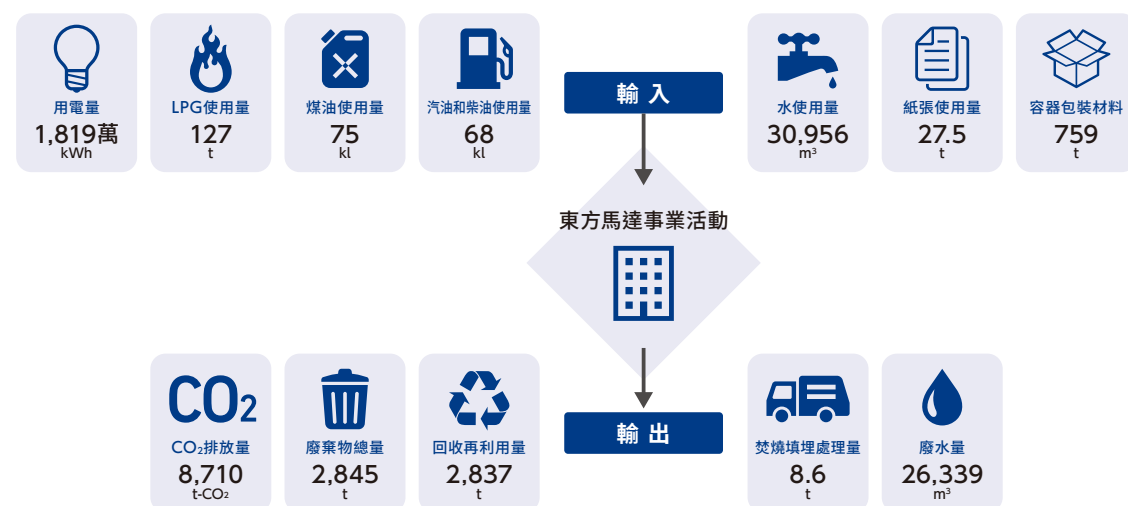 用電量
1,819萬
kWh
LPG使用量
127
t
煤油使用量
75
kl
汽油和柴油使用量
68
kl
輸入
水使用量
30,956
m³
紙張使用量
27.5
t
容器包裝材料
759
t
東方馬達事業活動
CO2
CO₂排放量
8,710
t-CO₂
廢棄物總量
2,845
t
回收再利用量
2,837
t
輸出
焚燒填埋處理量
8.6
t
廢水量
26,339
m³